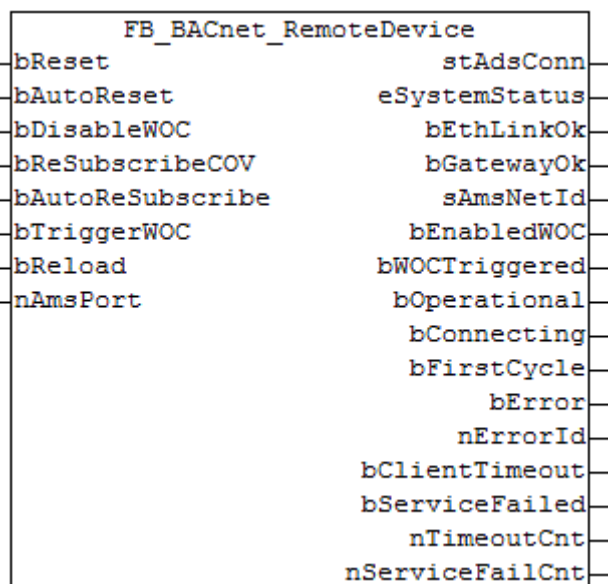 FB_BACnet_RemoteDevice
bReset stAdsConn
bAutoReset eSystemStatus
bDisableWOC bEthLinkOk
bReSubscribeCOV bGatewayOk
bAutoReSubscribe sAmsNetId
bTriggerWOC bEnabledWOC
bReload bWOCTriggered
nAmsPort bOperational
bConnecting
bFirstCycle
bError
nErrorId
bClientTimeout
bServiceFailed
nTimeoutCnt
nServiceFailCnt